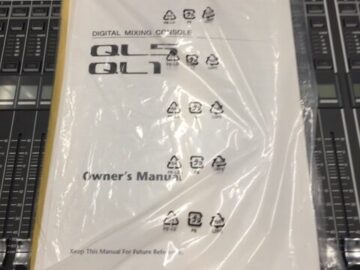 DIGITAL MIXING CONSOLE
QL5
QL1
Owner's Manual
Keep This Manual For Future Reference.